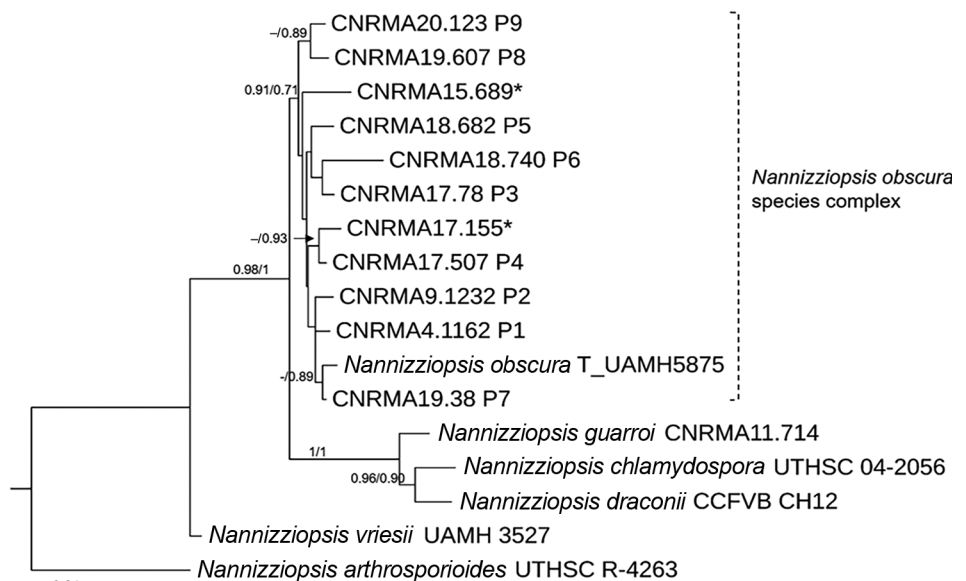 –/0.89
CNRMA20.123 P9
CNRMA19.607 P8
0.91/0.71
CNRMA15.689*
CNRMA18.682 P5
CNRMA18.740 P6
CNRMA17.78 P3
Nannizziopsis obscura
species complex
CNRMA17.155*
–/0.93
CNRMA17.507 P4
0.98/1
CNRMA9.1232 P2
CNRMA4.1162 P1
Nannizziopsis obscura T_UAMH5875
-/0.89
CNRMA19.38 P7
Nannizziopsis guarroi CNRMA11.714
1/1
Nannizziopsis chlamydospora UTHSC 04-2056
0.96/0.90
Nannizziopsis draconii CCFVB CH12
Nannizziopsis vriesii UAMH 3527
Nannizziopsis arthrosporioides UTHSC R-4263